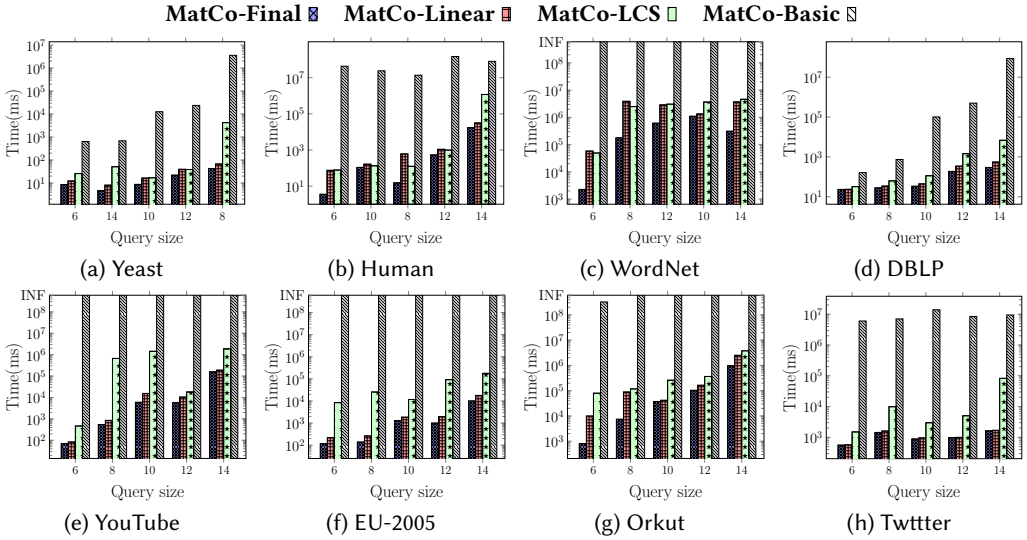 MatCo-Final MatCo-Linear MatCo-LCS MatCo-Basic
10^7
10^6
10^5
10^4
10^3
10^2
10^1
Time(ms)
6 14 10 12 8
Query size
(a) Yeast
10^7
10^5
10^3
10^1
Time(ms)
6 10 8 12 14
Query size
(b) Human
INF
10^8
10^7
10^6
10^5
10^4
10^3
Time(ms)
6 8 12 10 14
Query size
(c) WordNet
10^7
10^5
10^3
10^1
Time(ms)
6 8 10 12 14
Query size
(d) DBLP
INF
10^8
10^7
10^6
10^5
10^4
10^3
10^2
Time(ms)
6 8 10 12 14
Query size
(e) YouTube
INF
10^8
10^7
10^6
10^5
10^4
10^3
10^2
Time(ms)
6 8 10 12 14
Query size
(f) EU-2005
INF
10^8
10^7
10^6
10^5
10^4
10^3
Time(ms)
6 8 10 12 14
Query size
(g) Orkut
10^7
10^6
10^5
10^4
10^3
Time(ms)
6 8 10 12 14
Query size
(h) Twttter